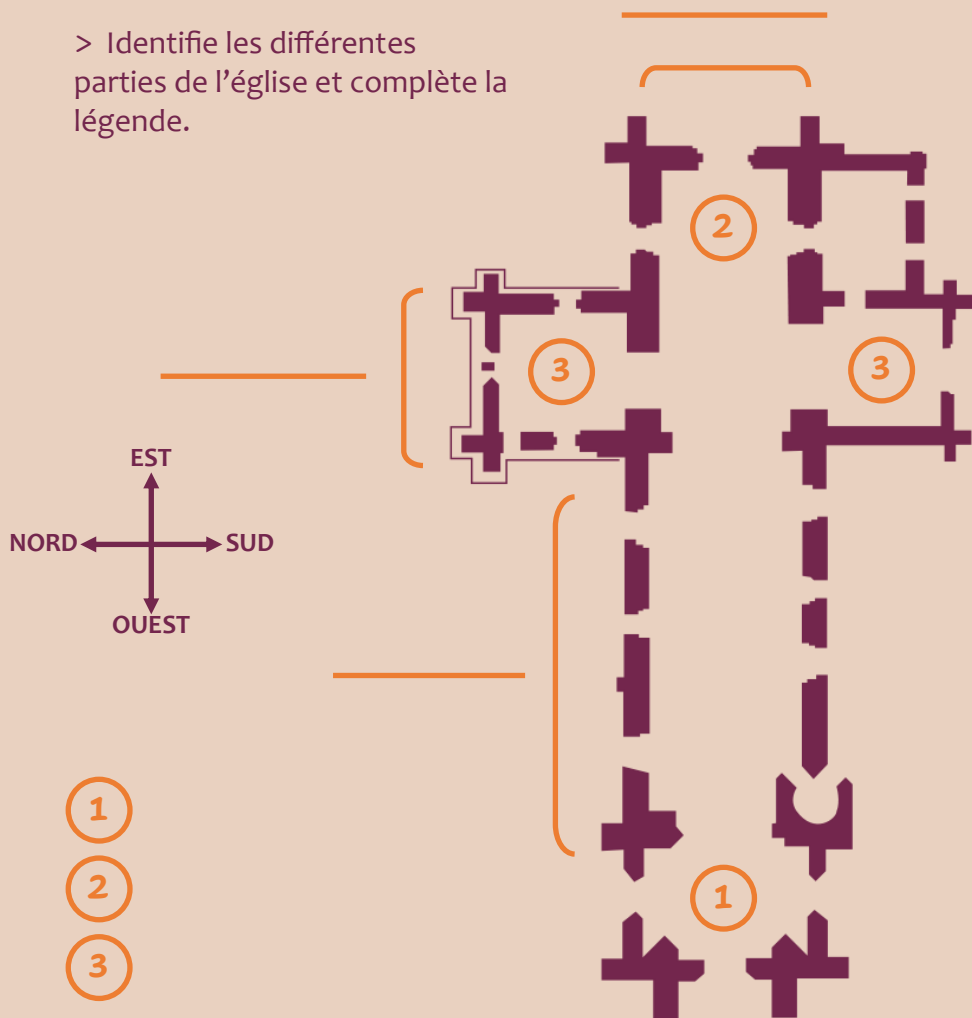 > Identifie les différentes
parties de l’église et complète la
légende.
2
3
3
EST
NORD
SUD
OUEST
1
2
3
1